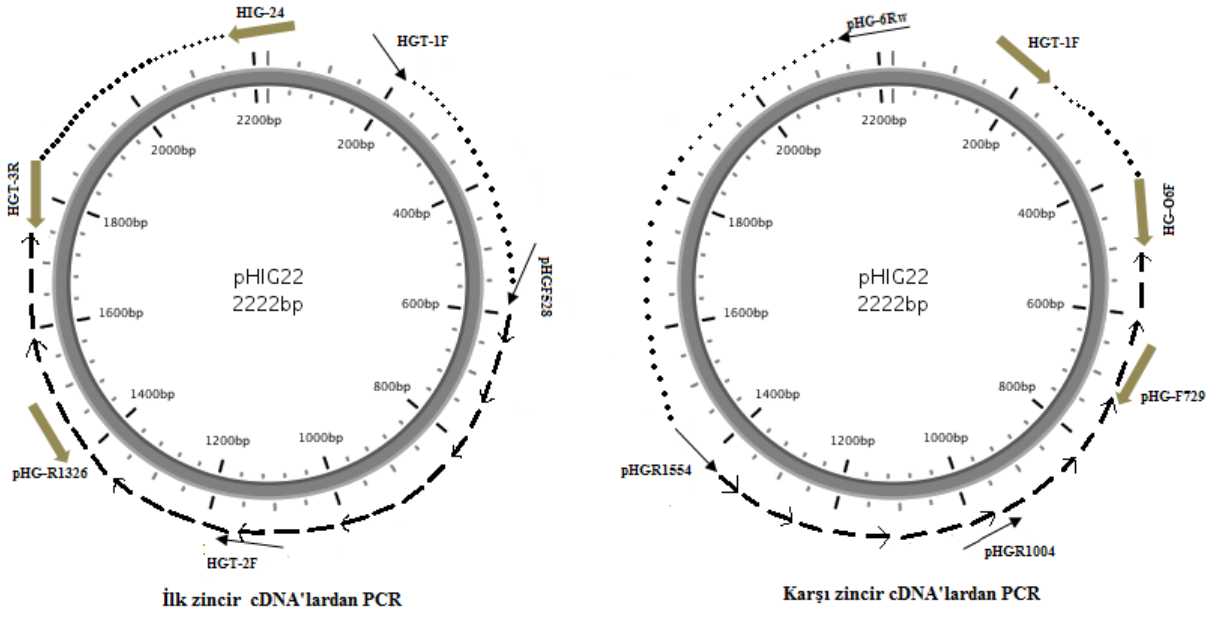 HIG-24
HGT-1F
2200bp
200bp
2000bp
HGT-3R
400bp
1800bp
pHIG22
2222bp
pHGF528
600bp
1600bp
800bp
1400bp
1200bp
1000bp
pHG-R1326
HGT-2F
İlk zincir cDNA'lardan PCR
pHG-6Rw
HGT-1F
2200bp
200bp
2000bp
400bp
HG-O6F
1800bp
pHIG22
2222bp
600bp
1600bp
800bp
pHG-F729
1400bp
1200bp
1000bp
pHGR1554
pHGR1004
Karşı zincir cDNA'lardan PCR